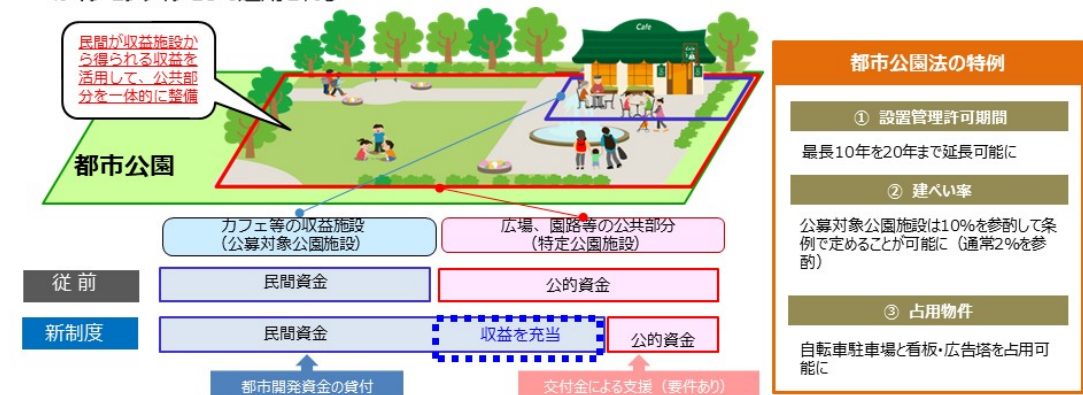 民間が収益施設か
ら得られる収益を
活用して、公共部
分を一体的に整備
Cafe
都市公園
カフェ等の収益施設
（公募対象公園施設）
広場、園路等の公共部分
（特定公園施設）
従 前
民間資金
公的資金
新制度
民間資金
収益を充当
公的資金
都市開発資金の貸付
交付金による支援（要件あり）
都市公園法の特例
① 設置管理許可期間
最長10年を20年まで延長可能に
② 建ぺい率
公募対象公園施設は10%を参酌して条
例で定めることが可能に（通常2%を参
酌）
③ 占用物件
自転車駐車場と看板・広告塔を占用可
能に